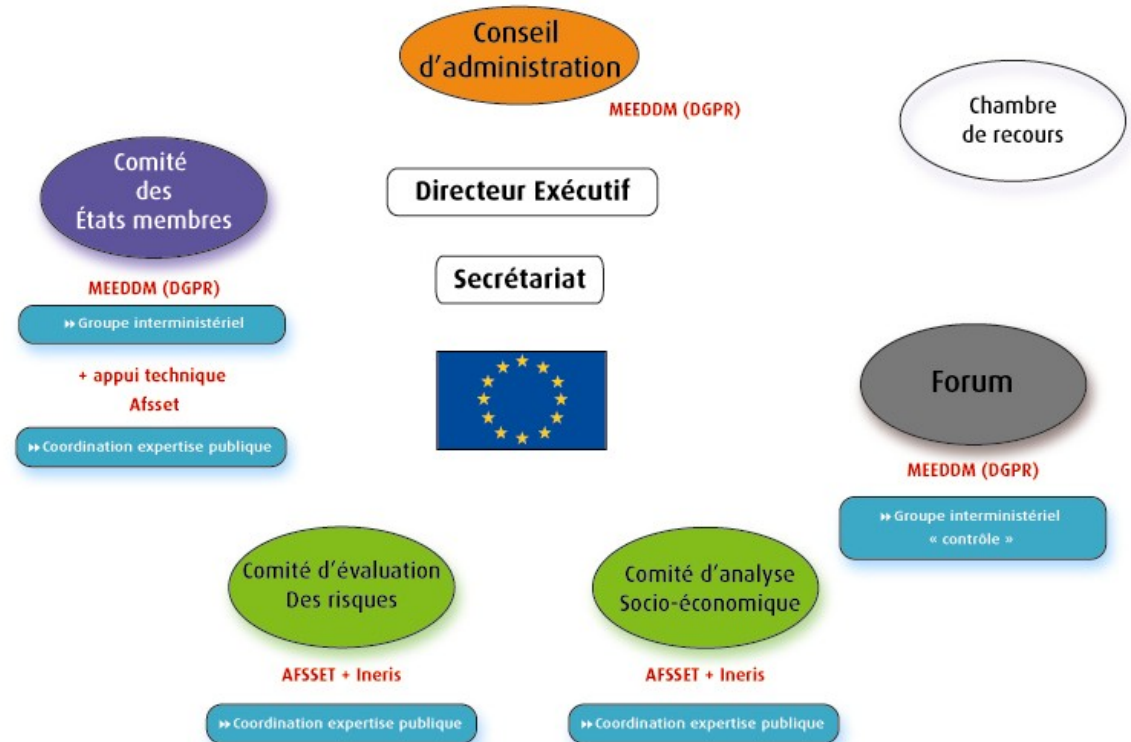 Conseil
d’administration
MEEDDM (DGPR)
Chambre
de recours
Comité
des
États membres
MEEDDM (DGPR)
Groupe interministériel
+ appui technique
Afsset
Coordination expertise publique
Directeur Exécutif
Secrétariat
Forum
MEEDDM (DGPR)
Groupe interministériel
« contrôle »
Comité d’évaluation
Des risques
AFSSET + Ineris
Coordination expertise publique
Comité d’analyse
Socio-économique
AFSSET + Ineris
Coordination expertise publique